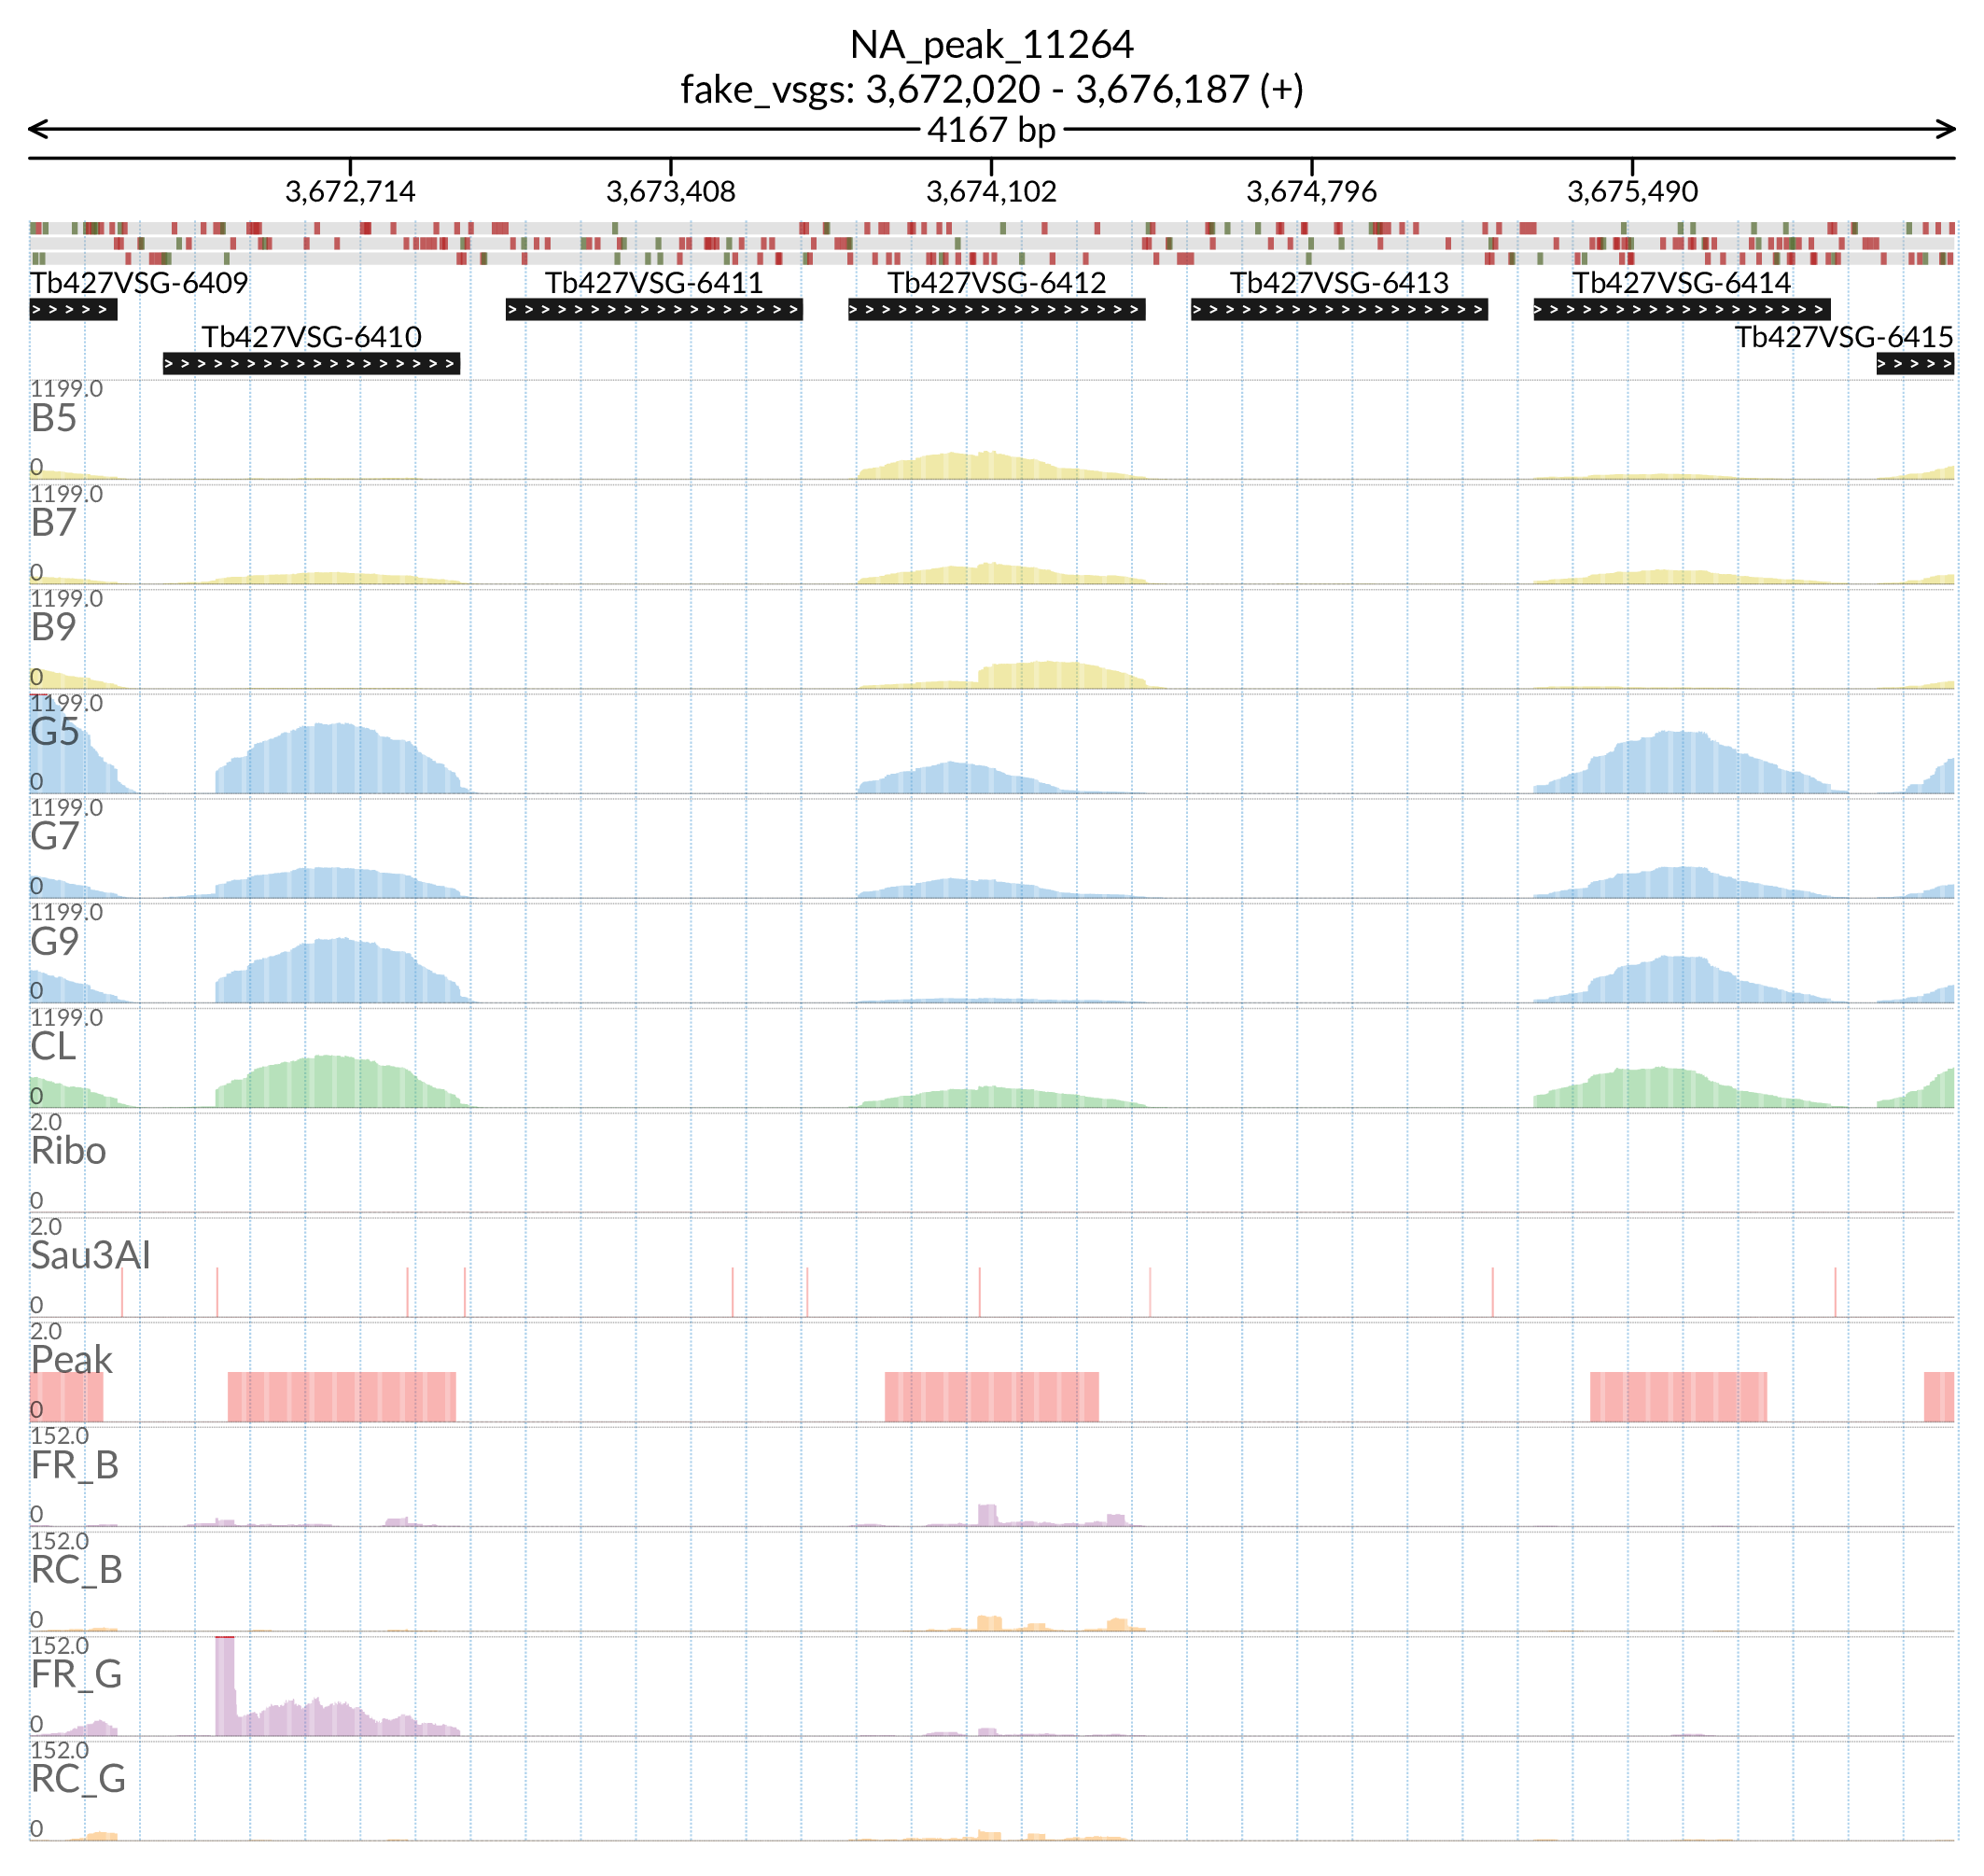 NA_peak_11264
fake_vsgs: 3,672,020 - 3,676,187 (+)
4167 bp
3,672,714 3,673,408 3,674,102 3,674,796 3,675,490
Tb427VSG-6409 Tb427VSG-6411 Tb427VSG-6412 Tb427VSG-6413 Tb427VSG-6414
Tb427VSG-6410 Tb427VSG-6415
1199.0
B5
0
1199.0
B7
0
1199.0
B9
0
1199.0
G5
0
1199.0
G7
0
1199.0
G9
0
1199.0
CL
0
2.0
Ribo
0
2.0
Sau3AI
0
2.0
Peak
0
152.0
FR_B
0
152.0
RC_B
0
152.0
FR_G
0
152.0
RC_G
0